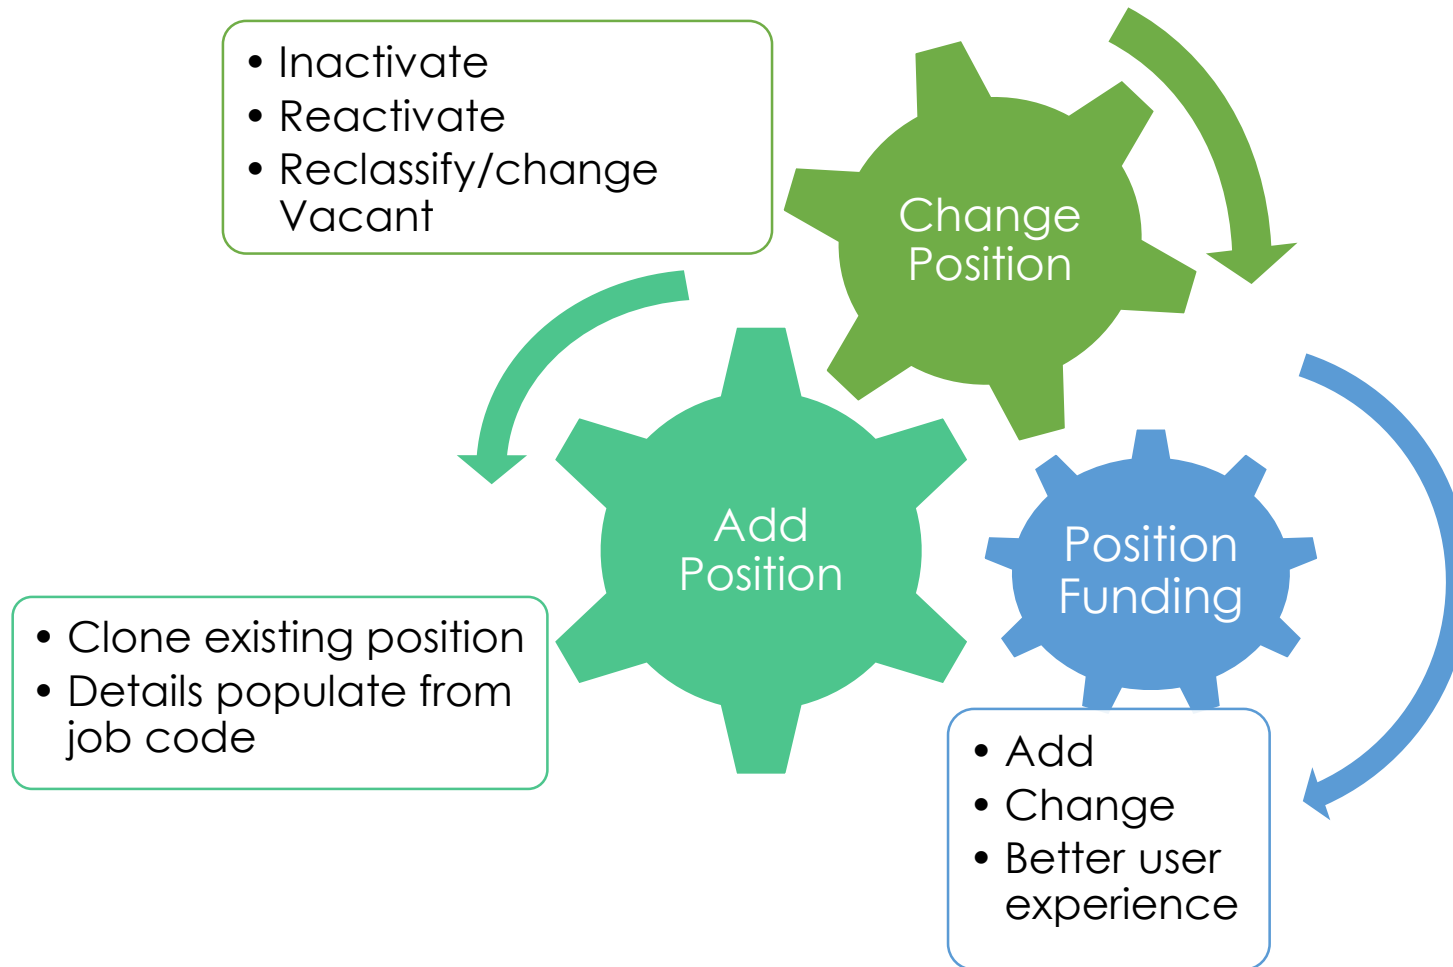 • Inactivate
• Reactivate
• Reclassify/change
Vacant
Change
Position
Add
Position
Position
Funding
• Clone existing position
• Details populate from
job code
• Add
• Change
• Better user
experience